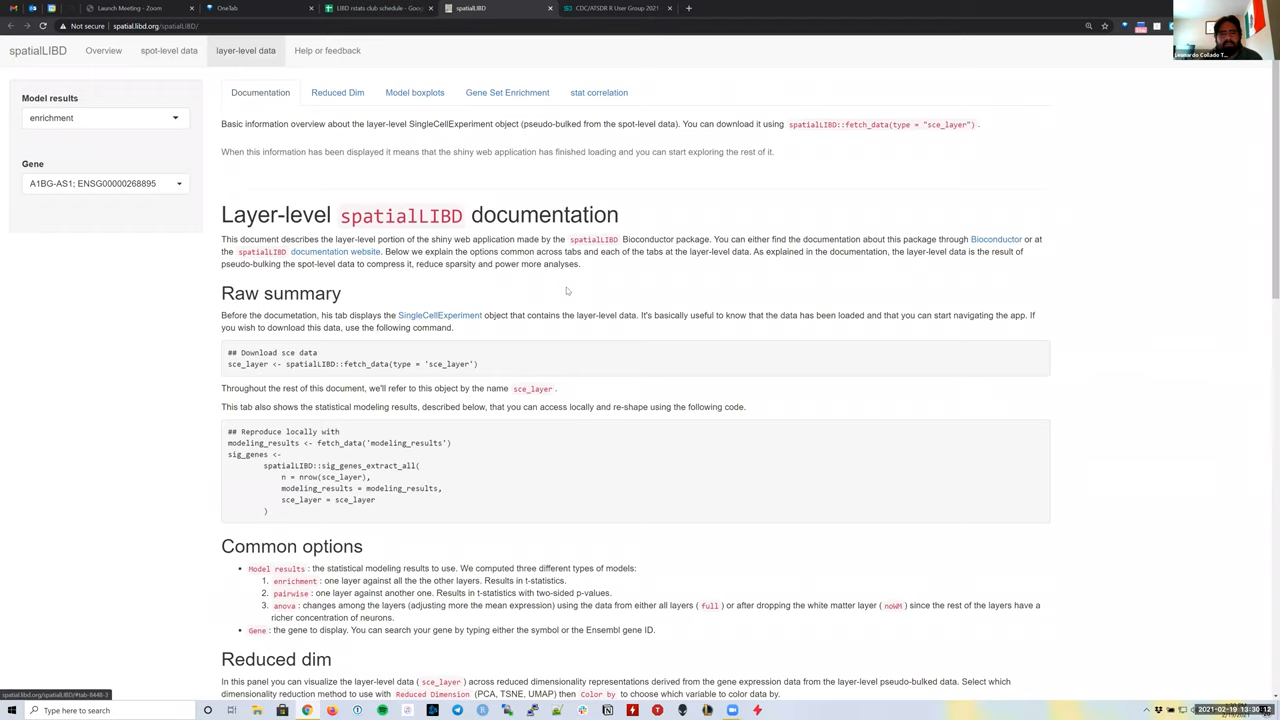 Launch Meeting - Zoom
OneTab
LIBD rstats club schedule - Goo
spatialLIBD
CDC/ATSDR R User Group 2021
Not secure | spatial.libd.org/spatialLIBD/
spatialLIBD
Overview
spot-level data
layer-level data
Help or feedback
Leonardo Collado T...
Model results
enrichment
Gene
A1BG-AS1; ENSG00000268895
Documentation
Reduced Dim
Model boxplots
Gene Set Enrichment
stat correlation
Basic information overview about the layer-level SingleCellExperiment object (pseudo-bulked from the spot-level data). You can download it using spatialLIBD::fetch_data(type = "sce_layer").
When this information has been displayed it means that the shiny web application has finished loading and you can start exploring the rest of it.
Layer-level spatialLIBD documentation
This document describes the layer-level portion of the shiny web application made by the spatialLIBD Bioconductor package. You can either find the documentation about this package through Bioconductor or at
the spatialLIBD documentation website. Below we explain the options common across tabs and each of the tabs at the layer-level data. As explained in the documentation, the layer-level data is the result of
pseudo-bulking the spot-level data to compress it, reduce sparsity and power more analyses.
Raw summary
Before the documetation, his tab displays the SingleCellExperiment object that contains the layer-level data. It's basically useful to know that the data has been loaded and that you can start navigating the app. If
you wish to download this data, use the following command.
## Download sce data
sce_layer <- spatialLIBD::fetch_data(type = 'sce_layer')
Throughout the rest of this document, we'll refer to this object by the name sce_layer.
This tab also shows the statistical modeling results, described below, that you can access locally and re-shape using the following code.
## Reproduce locally with
modeling_results <- fetch_data('modeling_results')
sig_genes <-
spatialLIBD::sig_genes_extract_all(
n = nrow(sce_layer),
modeling_results = modeling_results,
sce_layer = sce_layer
)
Common options
• Model results : the statistical modeling results to use. We computed three different types of models:
1. enrichment : one layer against all the the other layers. Results in t-statistics.
2. pairwise : one layer against another one. Results in t-statistics with two-sided p-values.
3. anova : changes among the layers (adjusting more the mean expression) using the data from either all layers ( full ) or after dropping the white matter layer ( noWM ) since the rest of the layers have a
richer concentration of neurons.
• Gene : the gene to display. You can search your gene by typing either the symbol or the Ensembl gene ID.
Reduced dim
In this panel you can visualize the layer-level data ( sce_layer ) across reduced dimensionality representations derived from the gene expression data from the layer-level pseudo-bulked data. Select which
dimensionality reduction method to use with Reduced Dimension (PCA, TSNE, UMAP) then Color by to choose which variable to color data by.
spatial.libd.org/spatialLIBD/#tab-8448-3
Type here to search
2021-02-19 13:30:12